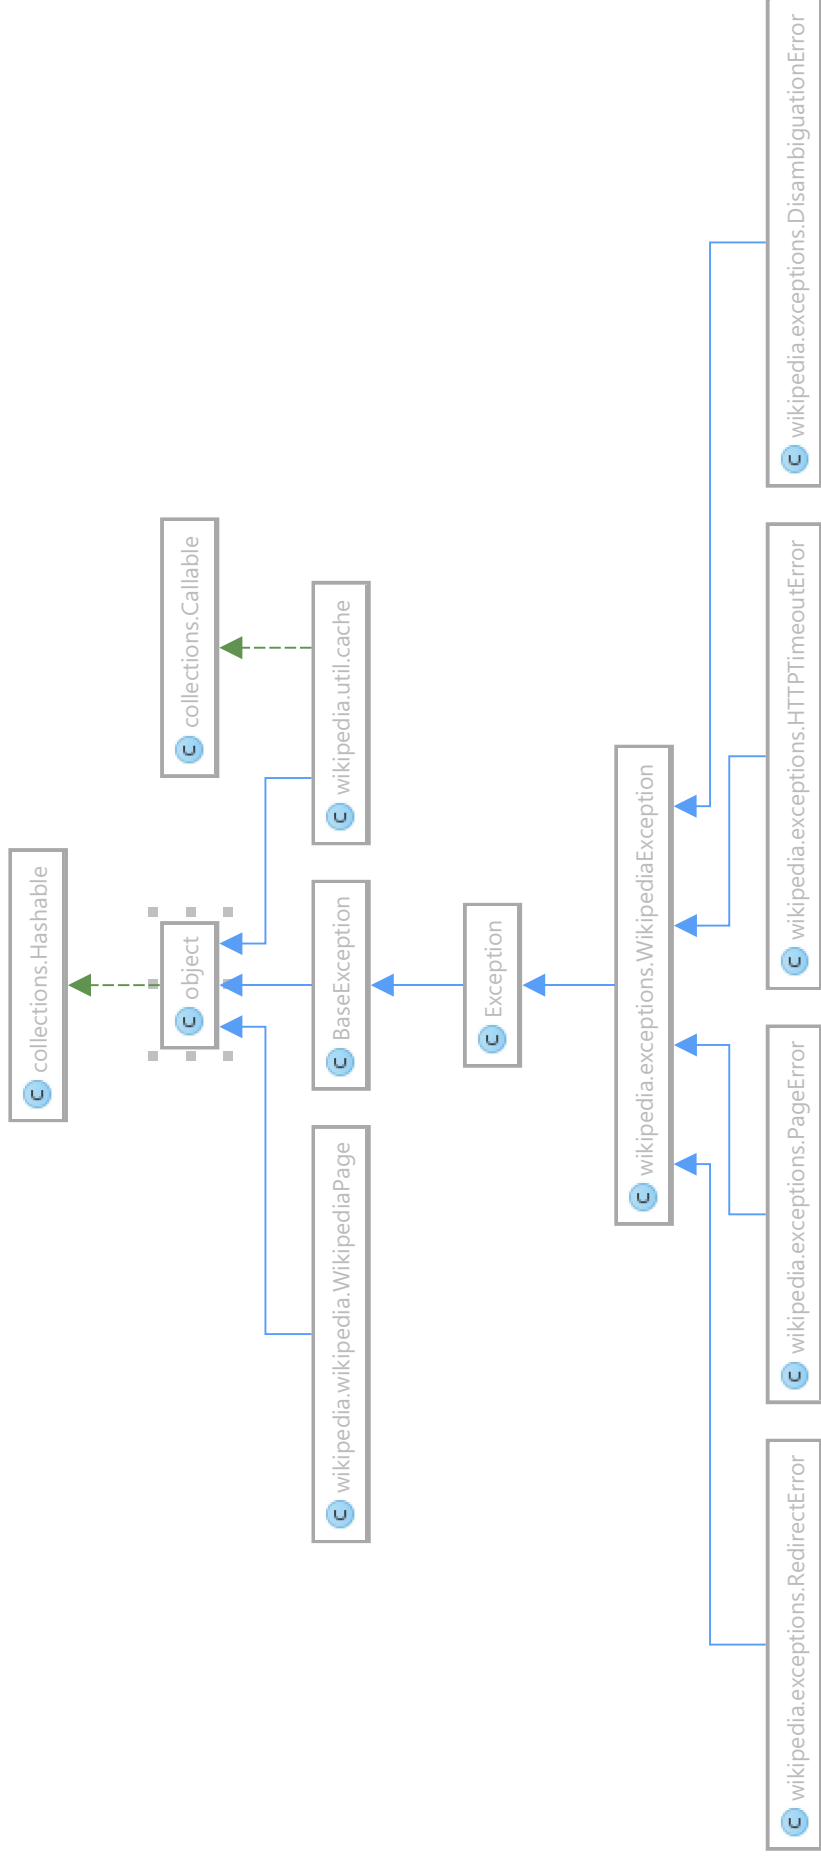 collections.Hashable
object
collections.Callable
wikipedia.wikipedia.WikipediaPage
BaseException
wikipedia.util.cache
Exception
wikipedia.exceptions.WikipediaException
wikipedia.exceptions.RedirectError
wikipedia.exceptions.PageError
wikipedia.exceptions.HTTPTimeoutError
wikipedia.exceptions.DisambiguationError